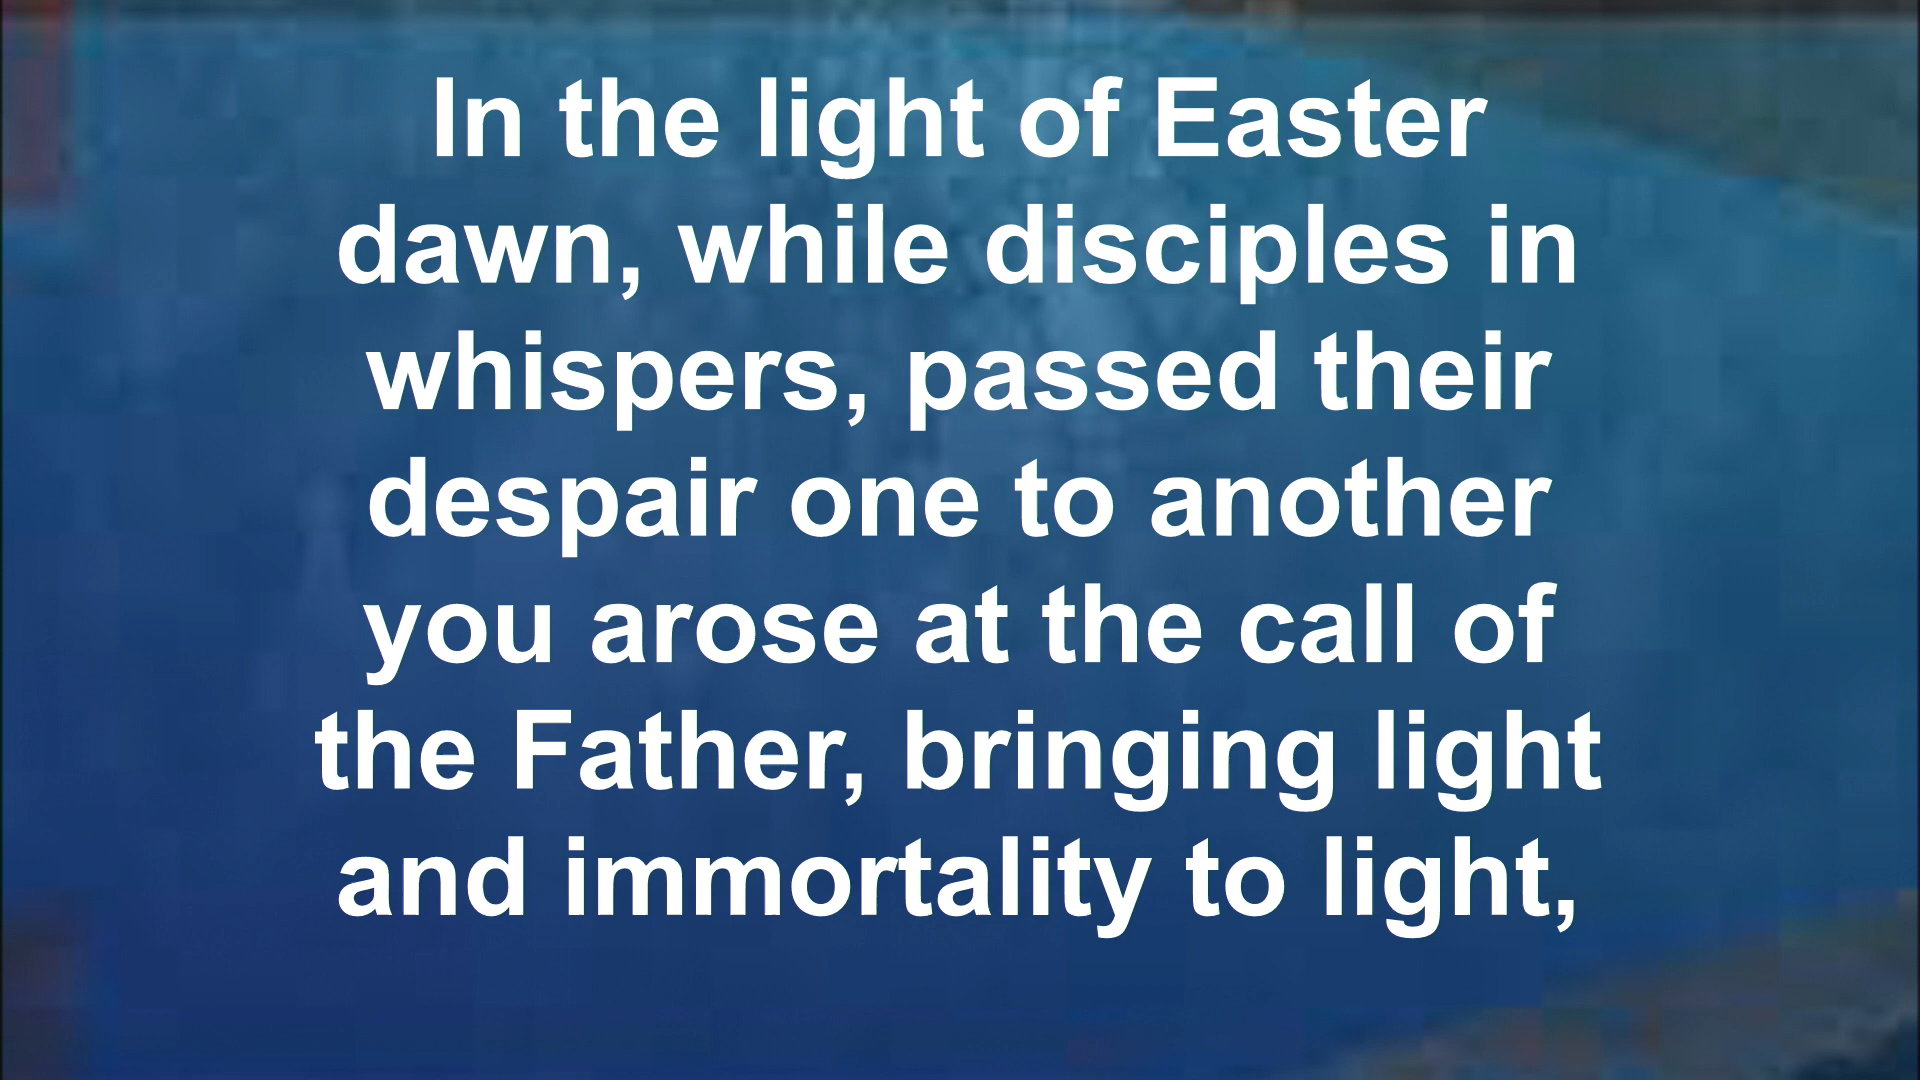 In the light of Easter
dawn, while disciples in
whispers, passed their
despair one to another
you arose at the call of
the Father, bringing light
and immortality to light,